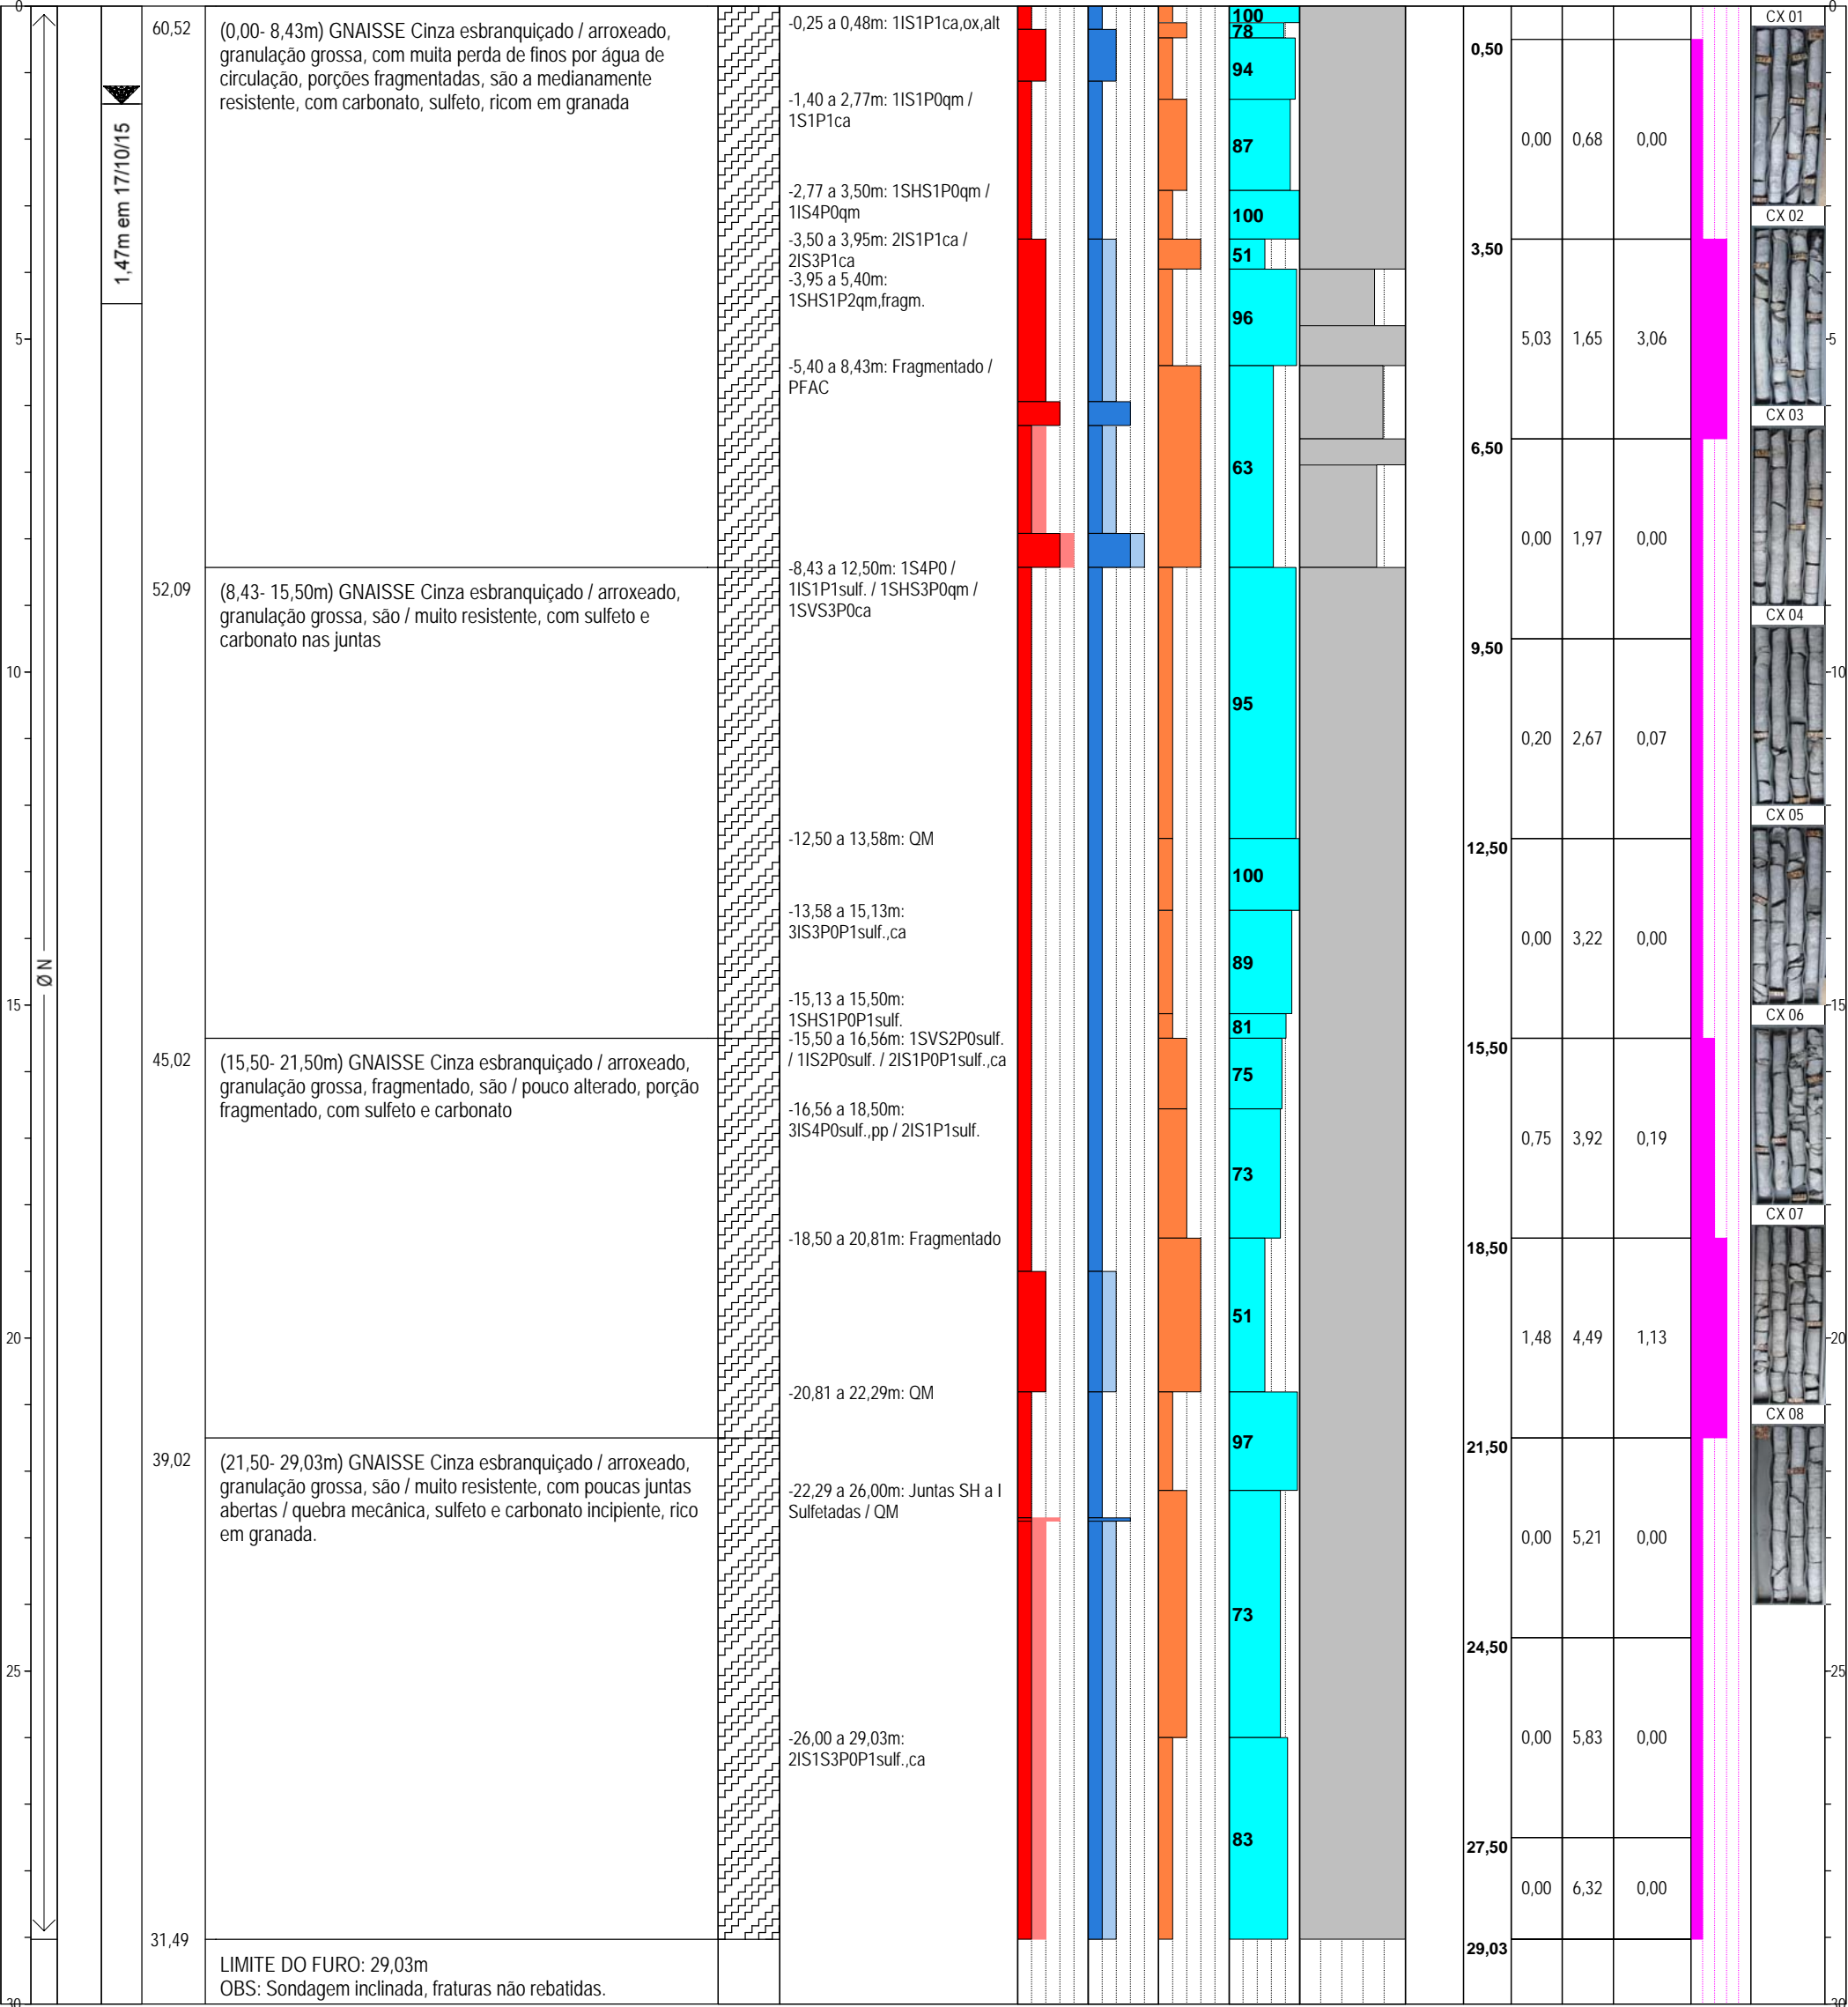 0
5
10
15
20
25
30
Ø N
1,47m em 17/10/15
60,52
52,09
45,02
39,02
31,49
(0,00- 8,43m) GNAISSE Cinza esbranquiçado / arroxeado,
granulação grossa, com muita perda de finos por água de
circulação, porções fragmentadas, são a medianamente
resistente, com carbonato, sulfeto, ricom em granada
(8,43- 15,50m) GNAISSE Cinza esbranquiçado / arroxeado,
granulação grossa, são / muito resistente, com sulfeto e
carbonato nas juntas
(15,50- 21,50m) GNAISSE Cinza esbranquiçado / arroxeado,
granulação grossa, fragmentado, são / pouco alterado, porção
fragmentado, com sulfeto e carbonato
(21,50- 29,03m) GNAISSE Cinza esbranquiçado / arroxeado,
granulação grossa, são / muito resistente, com poucas juntas
abertas / quebra mecânica, sulfeto e carbonato incipiente, rico
em granada.
LIMITE DO FURO: 29,03m
OBS: Sondagem inclinada, fraturas não rebatidas.
-0,25 a 0,48m: 1IS1P1ca,ox,alt
-1,40 a 2,77m: 1IS1P0qm /
1S1P1ca
-2,77 a 3,50m: 1SHS1P0qm /
1IS4P0qm
-3,50 a 3,95m: 2IS1P1ca /
2IS3P1ca
-3,95 a 5,40m:
1SHS1P2qm,fragm.
-5,40 a 8,43m: Fragmentado /
PFAC
-8,43 a 12,50m: 1S4P0 /
1IS1P1sulf. / 1SHS3P0qm /
1SVS3P0ca
-12,50 a 13,58m: QM
-13,58 a 15,13m:
3IS3P0P1sulf.,ca
-15,13 a 15,50m:
1SHS1P0P1sulf.
-15,50 a 16,56m: 1SVS2P0sulf.
/ 1IS2P0sulf. / 2IS1P0P1sulf.,ca
-16,56 a 18,50m:
3IS4P0sulf.,pp / 2IS1P1sulf.
-18,50 a 20,81m: Fragmentado
-20,81 a 22,29m: QM
-22,29 a 26,00m: Juntas SH a I
Sulfetadas / QM
-26,00 a 29,03m:
2IS1S3P0P1sulf.,ca
100
78
94
87
100
51
96
63
95
100
89
81
75
73
51
97
73
83
0,50
0,00 0,68 0,00
3,50
5,03 1,65 3,06
6,50
0,00 1,97 0,00
9,50
0,20 2,67 0,07
12,50
0,00 3,22 0,00
15,50
0,75 3,92 0,19
18,50
1,48 4,49 1,13
21,50
0,00 5,21 0,00
24,50
0,00 5,83 0,00
27,50
0,00 6,32 0,00
29,03
CX 01
CX 02
CX 03
CX 04
CX 05
CX 06
CX 07
CX 08
0
5
10
15
20
25
30